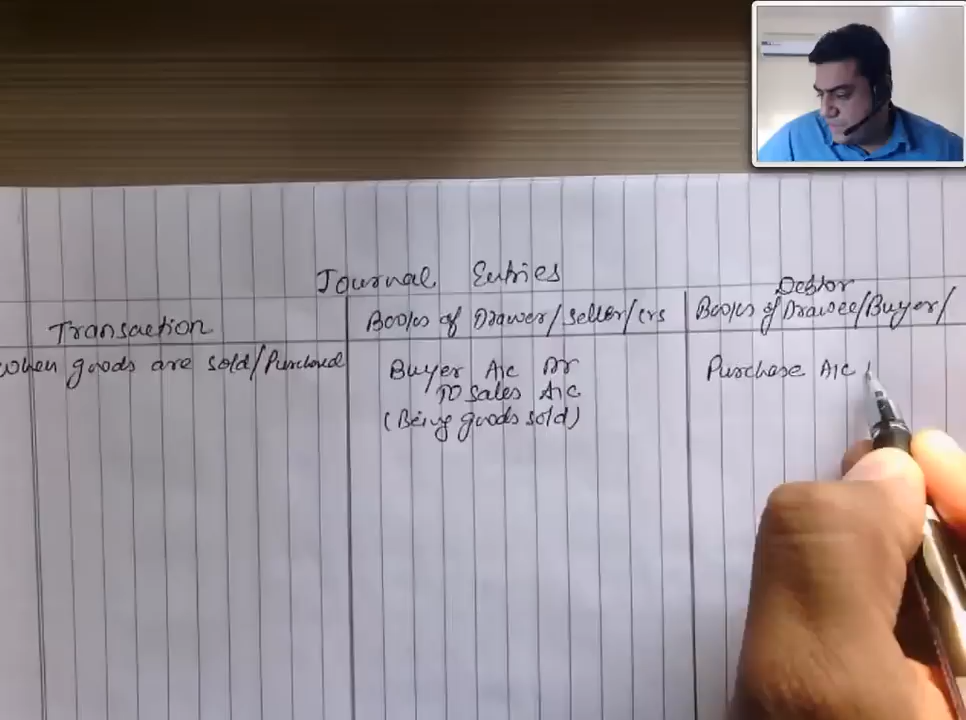 Journal Entries
Transaction
Books of Drawer/Seller/Crs
Debtor
Books of Drawee/Buyer/
When goods are sold/Purchased
Buyer A/c Dr
To Sales A/c
(Being goods sold)
Purchase A/c